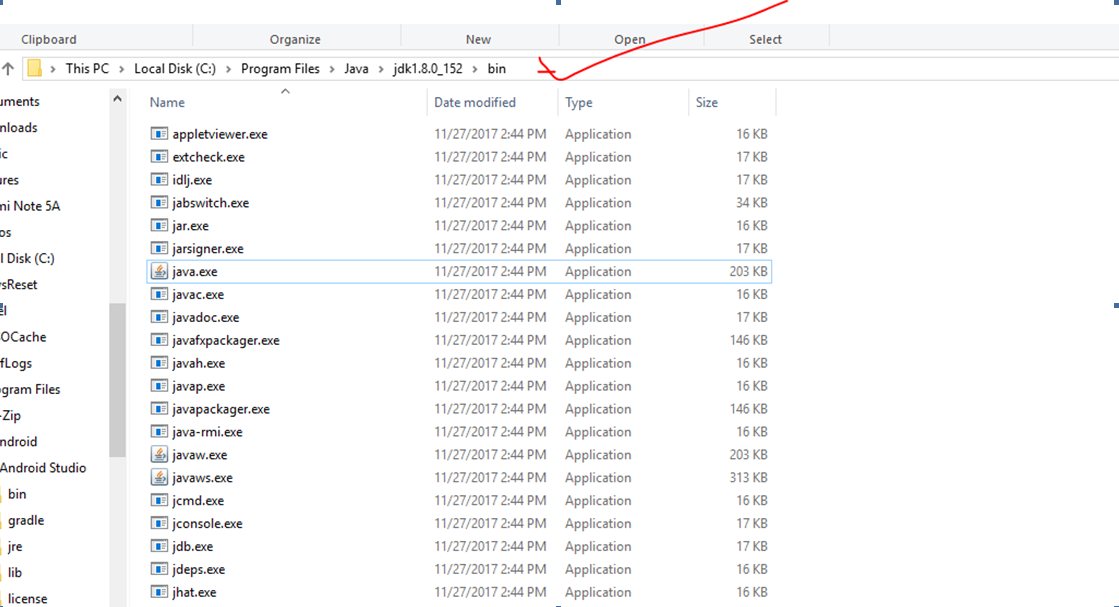 Clipboard Organize New Open Select
This PC Local Disk (C:) Program Files Java jdk1.8.0_152 bin
Name Date modified Type Size
uments
nloads
ic
ures
mi Note 5A
os
l Disk (C:)
sReset
el
OCache
fLogs
gram Files
-Zip
ndroid
Android Studio
bin
gradle
jre
lib
license
appletviewer.exe 11/27/2017 2:44 PM Application 16 KB
extcheck.exe 11/27/2017 2:44 PM Application 17 KB
idlj.exe 11/27/2017 2:44 PM Application 17 KB
jabswitch.exe 11/27/2017 2:44 PM Application 34 KB
jar.exe 11/27/2017 2:44 PM Application 16 KB
jarsigner.exe 11/27/2017 2:44 PM Application 17 KB
java.exe 11/27/2017 2:44 PM Application 203 KB
javac.exe 11/27/2017 2:44 PM Application 16 KB
javadoc.exe 11/27/2017 2:44 PM Application 17 KB
javafxpackager.exe 11/27/2017 2:44 PM Application 146 KB
javah.exe 11/27/2017 2:44 PM Application 16 KB
javap.exe 11/27/2017 2:44 PM Application 16 KB
javapackager.exe 11/27/2017 2:44 PM Application 146 KB
java-rmi.exe 11/27/2017 2:44 PM Application 16 KB
javaw.exe 11/27/2017 2:44 PM Application 203 KB
javaws.exe 11/27/2017 2:44 PM Application 313 KB
jcmd.exe 11/27/2017 2:44 PM Application 16 KB
jconsole.exe 11/27/2017 2:44 PM Application 17 KB
jdb.exe 11/27/2017 2:44 PM Application 17 KB
jdeps.exe 11/27/2017 2:44 PM Application 16 KB
jhat.exe 11/27/2017 2:44 PM Application 16 KB